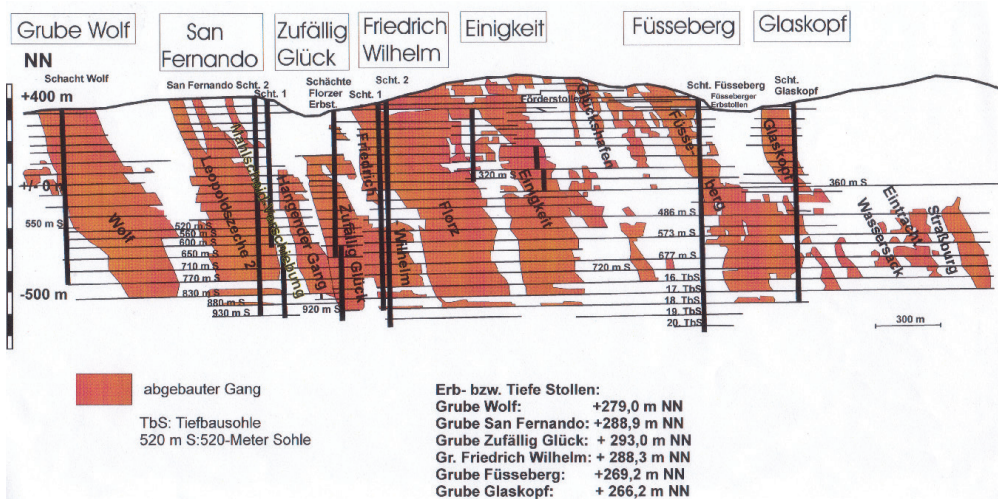 Grube Wolf
San
Fernando
Zufällig
Glück
Friedrich
Wilhelm
Einigkeit
Füsseberg
Glaskopf
NN
Schacht Wolf
San Fernando Scht. 2
Scht. 1
Schächte
Florzer
Erbst.
Scht. 1
Scht. 2
Förderstollen
Scht. Füsseberg
Füsseberger
Erbstollen
Scht.
Glaskopf
+400 m
+/- 0 m
-500 m
Wolf
Leopoldszeche 2
Hangender Gang
Zufällig Glück
Friedrich
Wilhelm
Florz
Einigkeit
Glückshafen
Füsse-
berg
Glaskopf
Eintracht
Wassersack
Straßburg
550 m S
520 m S
600 m S
650 m S
710 m S
770 m S
830 m S
880 m S
930 m S
920 m S
320 m S
720 m S
360 m S
486 m S
573 m S
677 m S
16. TbS
17. TbS
18. TbS
19. TbS
20. TbS
300 m
abgebauter Gang
TbS: Tiefbausohle
520 m S:520-Meter Sohle
Erb- bzw. Tiefe Stollen:
Grube Wolf: +279,0 m NN
Grube San Fernando: +288,9 m NN
Grube Zufällig Glück: + 293,0 m NN
Gr. Friedrich Wilhelm: + 288,3 m NN
Grube Füsseberg: +269,2 m NN
Grube Glaskopf: + 266,2 m NN